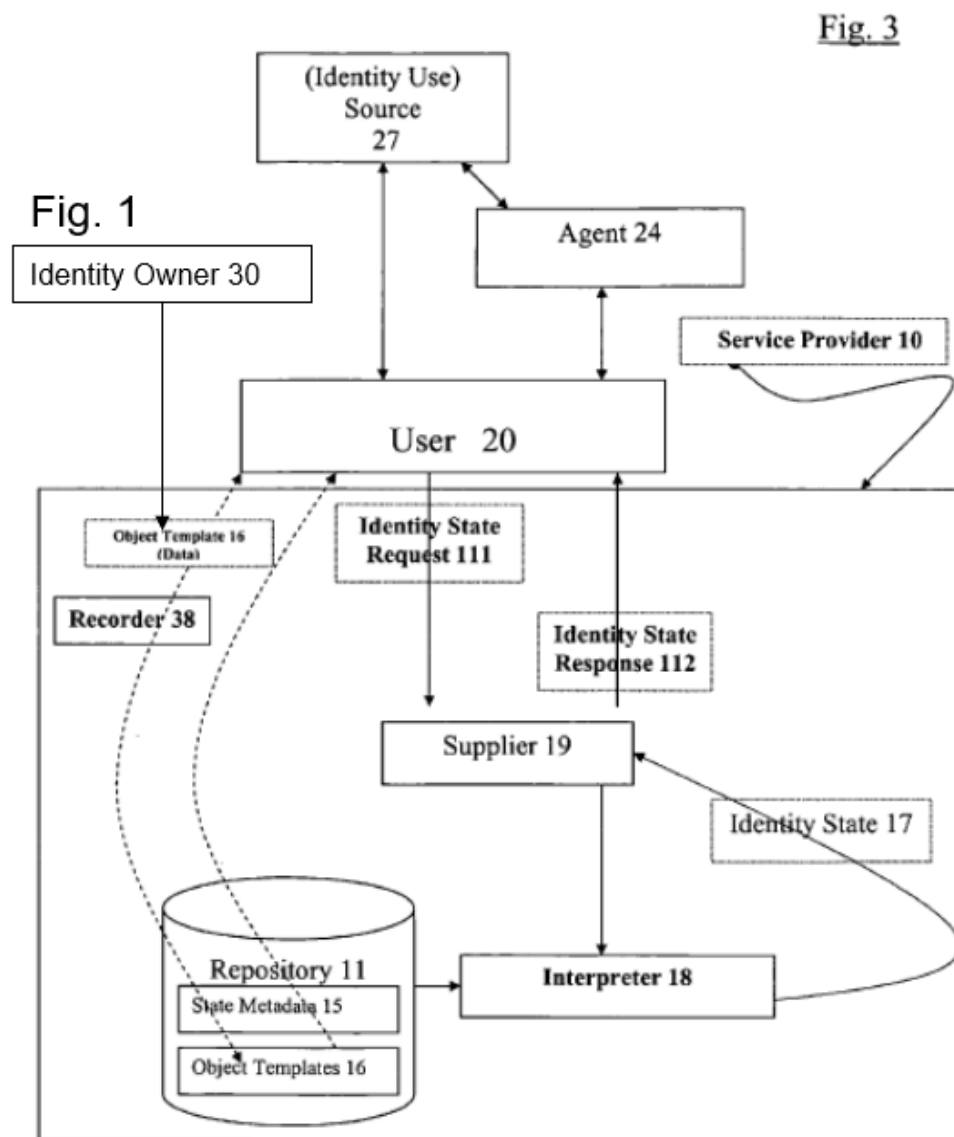 Fig. 3
(Identity Use)
Source
27
Fig. 1
Agent 24
Identity Owner 30
Service Provider 10
User 20
Object Template 16
(Data)
Identity State
Request 111
Recorder 38
Identity State
Response 112
Supplier 19
Identity State 17
Repository 11
Interpreter 18
State Metadata 15
Object Templates 16